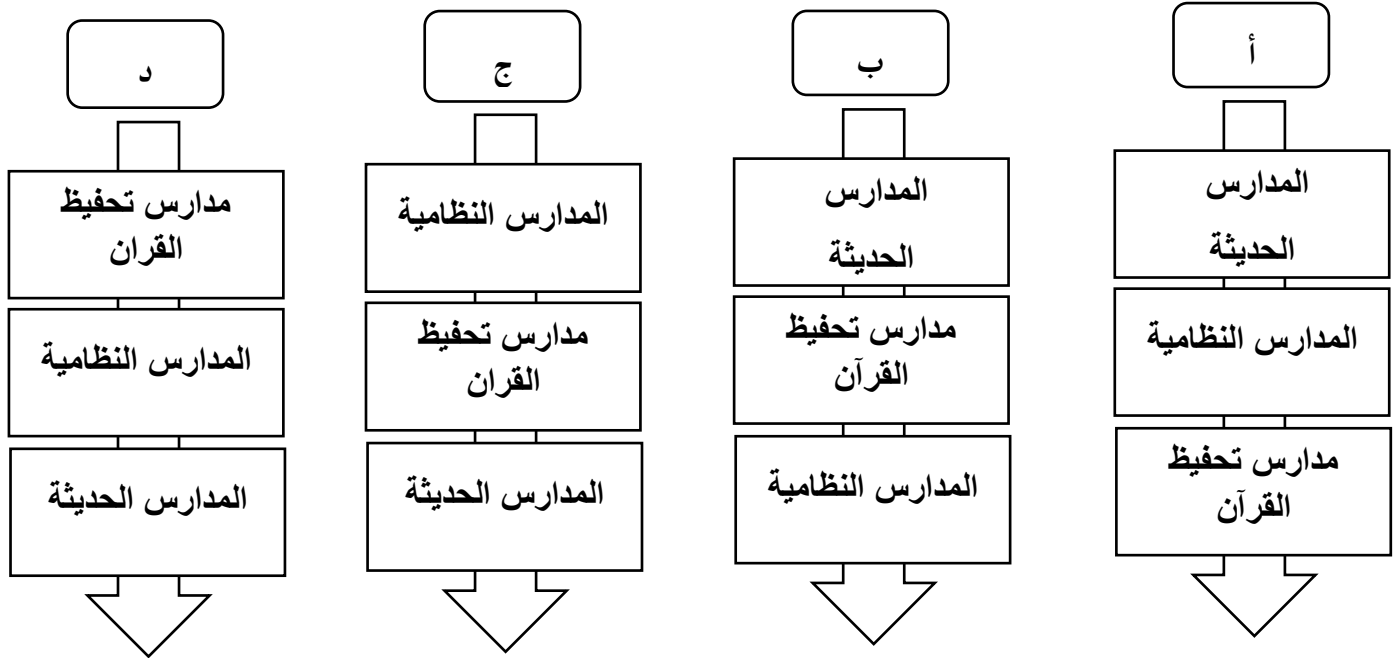 أ
المدارس
الحديثة
المدارس النظامية
مدارس تحفيظ
القرآن
ب
المدارس
الحديثة
مدارس تحفيظ
القرآن
المدارس النظامية
ج
المدارس النظامية
مدارس تحفيظ
القران
المدارس الحديثة
د
مدارس تحفيظ
القران
المدارس النظامية
المدارس الحديثة